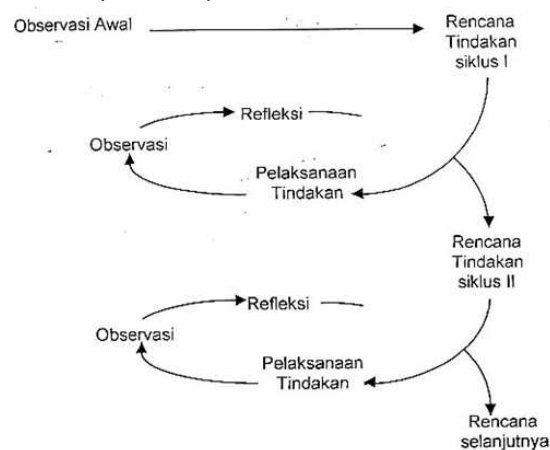 Observasi Awal
Rencana
Tindakan
siklus I
Refleksi
Observasi
Pelaksanaan
Tindakan
Rencana
Tindakan
siklus II
Refleksi
Observasi
Pelaksanaan
Tindakan
Rencana
selanjutnya